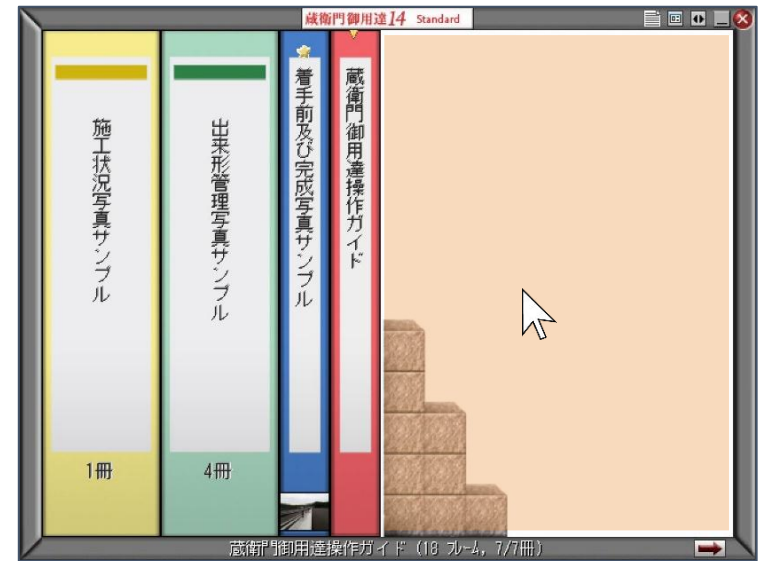 蔵衛門御用達14 Standard
施工状況写真サンプル
1冊
出来形管理写真サンプル
4冊
着手前及び完成写真サンプル
蔵衛門御用達操作ガイド
蔵衛門御用達操作ガイド (18 フレーム, 7/7冊)